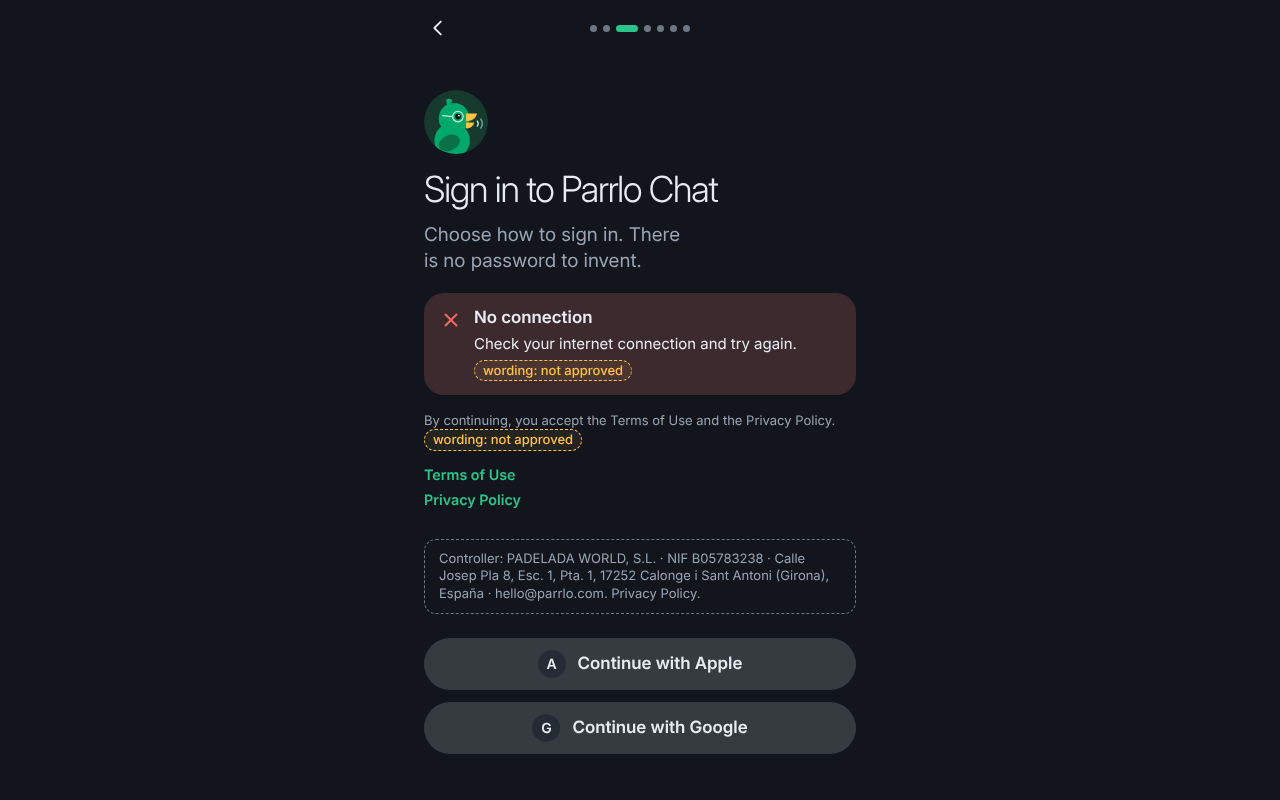 Sign in to Parrlo Chat
Choose how to sign in. There
is no password to invent.
No connection
Check your internet connection and try again.
wording: not approved
By continuing, you accept the Terms of Use and the Privacy Policy.
wording: not approved
Terms of Use
Privacy Policy
Controller: PADELADA WORLD, S.L. · NIF B05783238 · Calle
Josep Pla 8, Esc. 1, Pta. 1, 17252 Calonge i Sant Antoni (Girona),
España · hello@parrlo.com. Privacy Policy.
A Continue with Apple
G Continue with Google